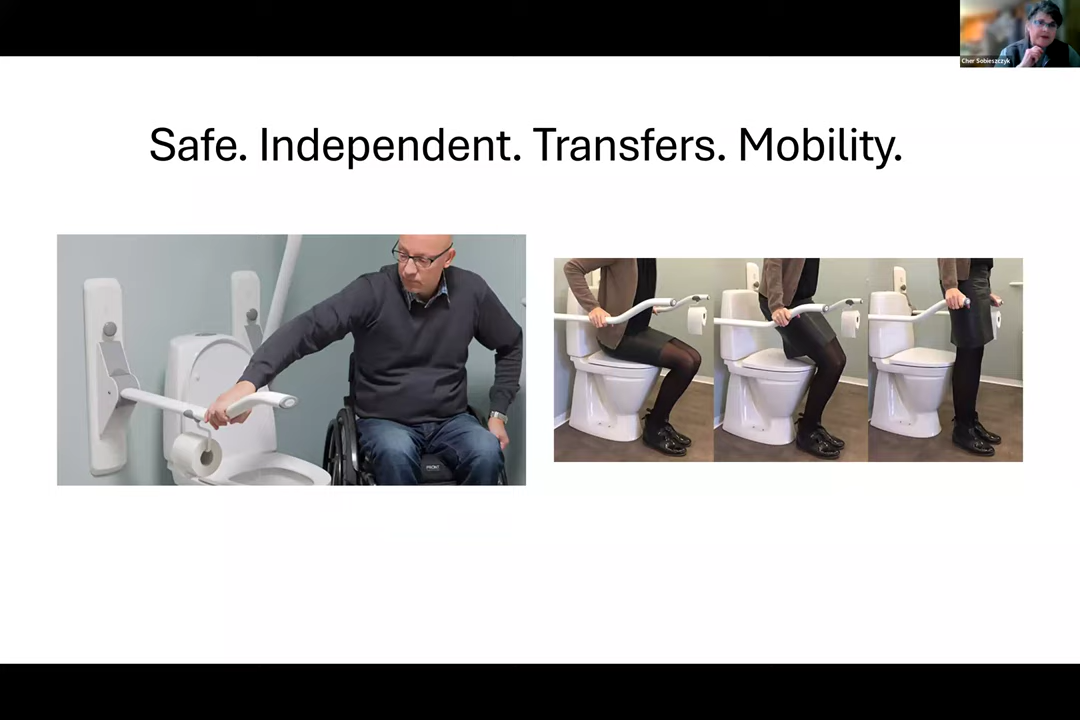 Cher Sobieszczyk
Safe. Independent. Transfers. Mobility.